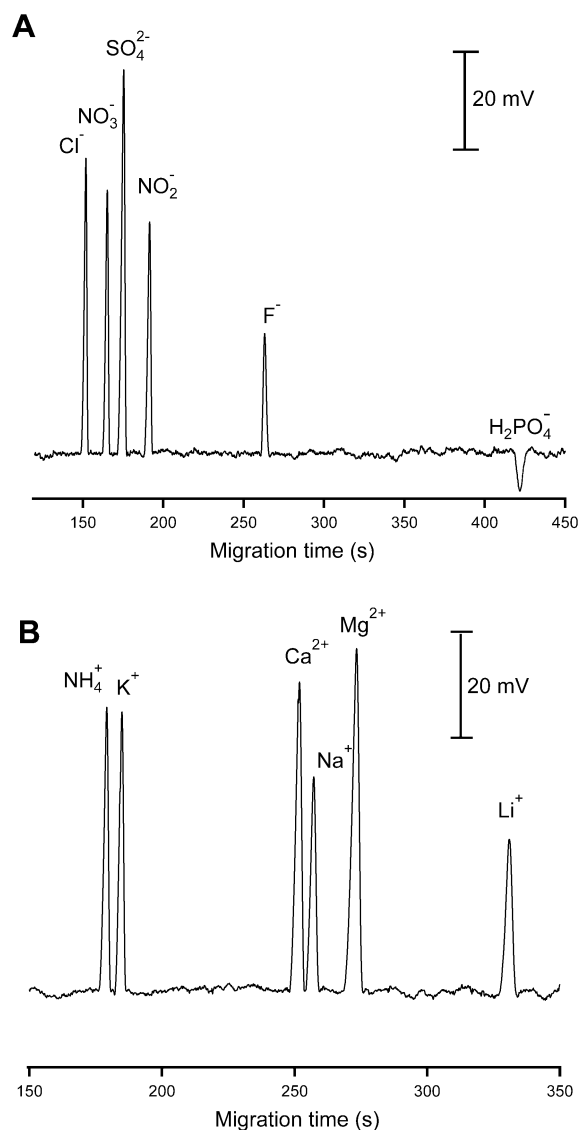 A
SO₄²⁻
NO₃⁻
Cl⁻
20 mV
NO₂⁻
F⁻
H₂PO₄⁻
150 200 250 300 350 400 450
Migration time (s)
B
Mg²⁺
Ca²⁺
NH₄⁺ K⁺
20 mV
Na⁺
Li⁺
150 200 250 300 350
Migration time (s)